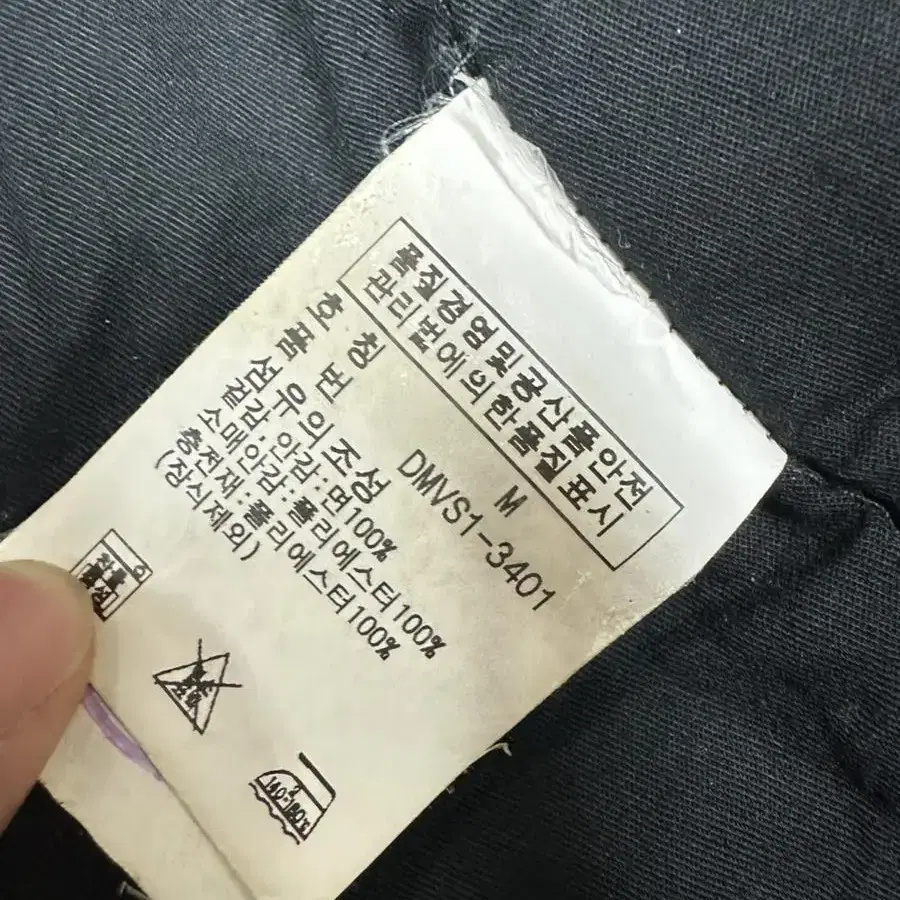 품질경영및공산품안전
관리법에의한품질표시
호칭 M
품번 DMVS1-3401
섬유의조성
겉감:안감:면100%
소매안감:폴리에스터100%
충전재:폴리에스터100%
(장식제외)
140~160℃